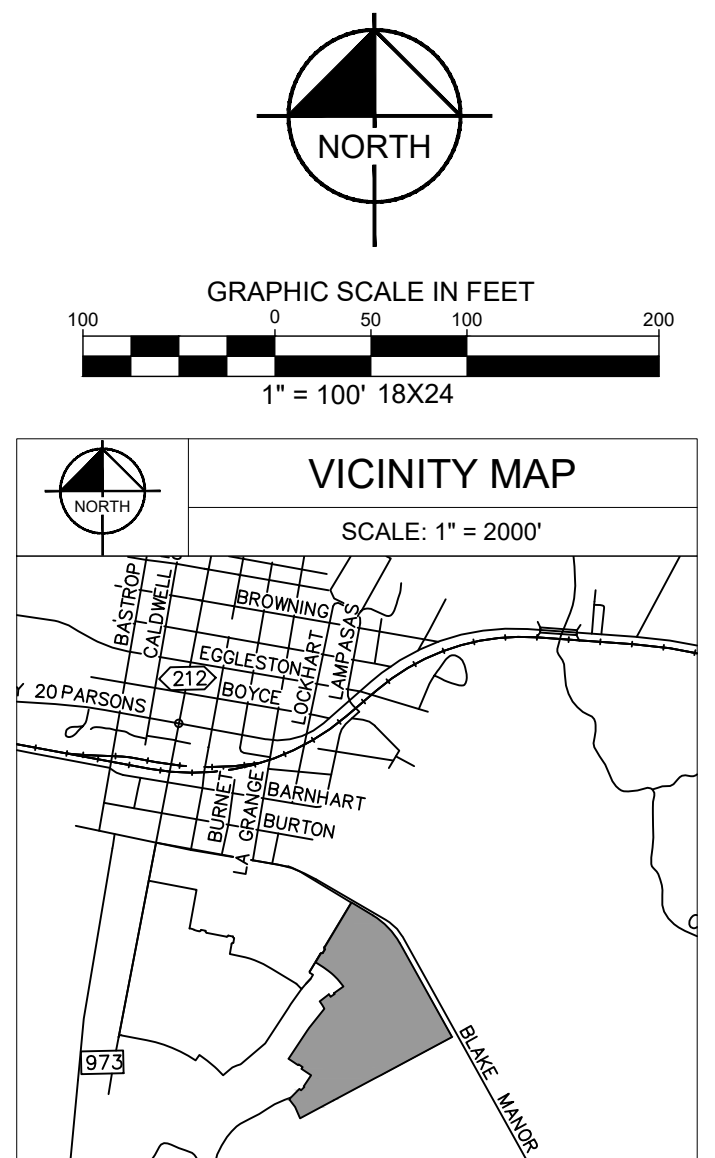 NORTH
GRAPHIC SCALE IN FEET
100 0 50 100 200
1" = 100' 18X24
NORTH
VICINITY MAP
SCALE: 1" = 2000'
BASTROP
CALDWELL
BROWNING
LAMPASAS
LOCKHART
EGGLESTON
212
BOYCE
Y 20 PARSONS
BURNET
LA GRANGE
BARNHART
BURTON
973
BLAKE MANOR